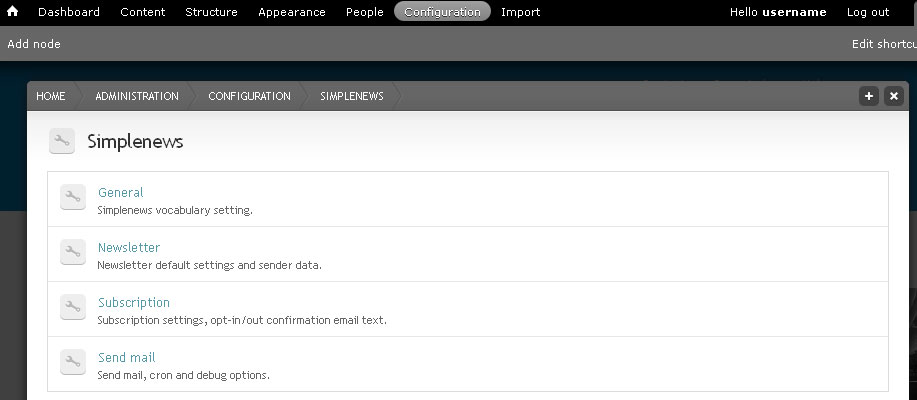 Dashboard Content Structure Appearance People Configuration Import Hello username Log out
Add node Edit shortcu
HOME ADMINISTRATION CONFIGURATION SIMPLENEWS
Simplenews
General
Simplenews vocabulary setting.
Newsletter
Newsletter default settings and sender data.
Subscription
Subscription settings, opt-in/out confirmation email text.
Send mail
Send mail, cron and debug options.